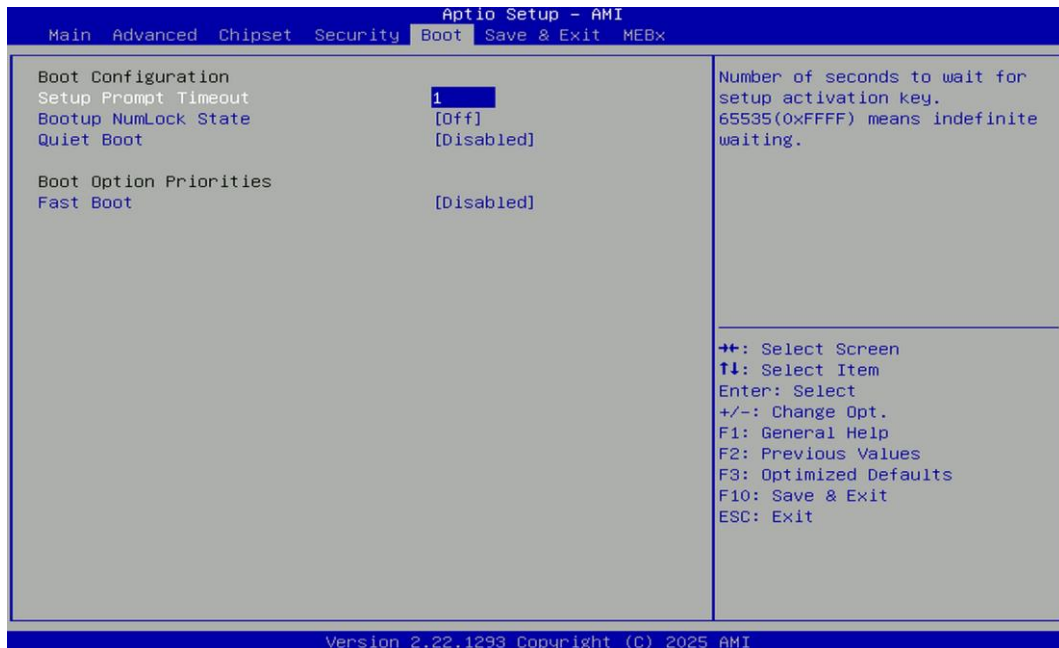 Aptio Setup – AMI
Main Advanced Chipset Security Boot Save & Exit MEBx
Boot Configuration
Setup Prompt Timeout 1
Bootup NumLock State [Off]
Quiet Boot [Disabled]
Boot Option Priorities
Fast Boot [Disabled]
Number of seconds to wait for
setup activation key.
65535(0xFFFF) means indefinite
waiting.
→←: Select Screen
↑↓: Select Item
Enter: Select
+/-: Change Opt.
F1: General Help
F2: Previous Values
F3: Optimized Defaults
F10: Save & Exit
ESC: Exit
Version 2.22.1293 Copyright (C) 2025 AMI